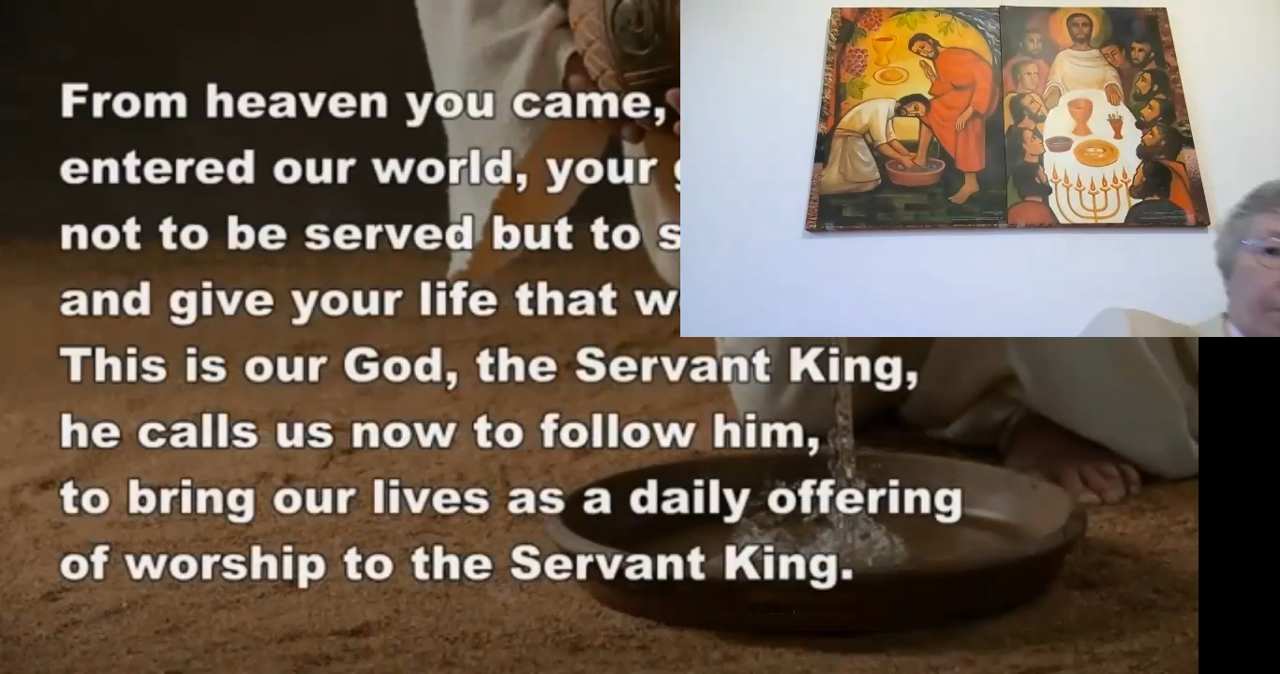 From heaven you came,
entered our world, your
not to be served but to
and give your life that
This is our God, the Servant King,
he calls us now to follow him,
to bring our lives as a daily offering
of worship to the Servant King.